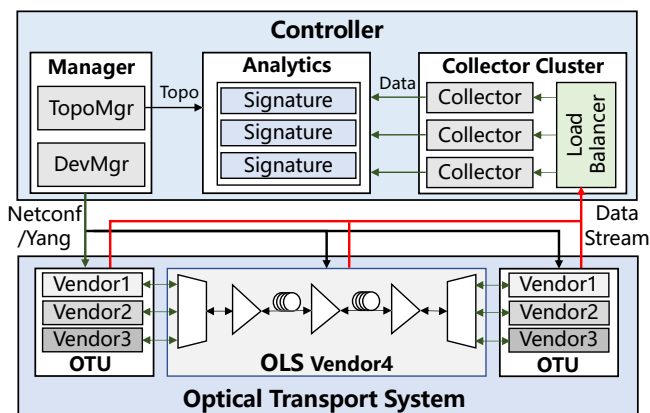 Controller
Manager
TopoMgr
DevMgr
Topo
Analytics
Signature
Signature
Signature
Data
Collector Cluster
Collector
Collector
Collector
Load
Balancer
Netconf
/Yang
Data
Stream
Vendor1
Vendor2
Vendor3
OTU
OLS Vendor4
Vendor1
Vendor2
Vendor3
OTU
Optical Transport System